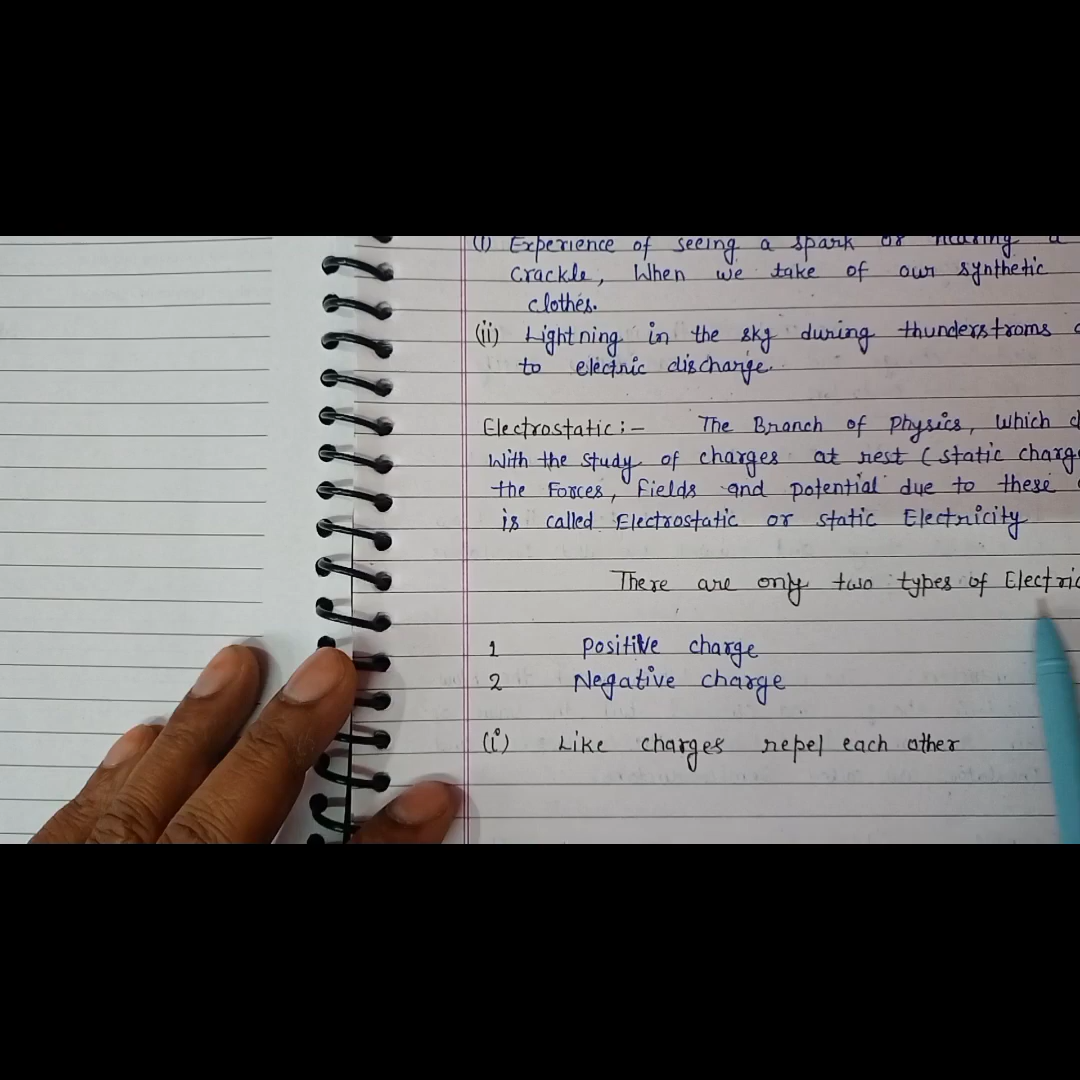 (i) Experience of seeing a spark or hearing a
crackle, When we take of our synthetic
clothes.
(ii) Lightning in the sky during thunderstroms
to electric discharge.
Electrostatic :- The Branch of Physics, Which
With the study of charges at rest (static
the Forces, Fields and potential due to these
is called Electrostatic or static Electricity
There are only two types of Electric
1 Positive charge
2 Negative charge
(i) Like charges repel each other